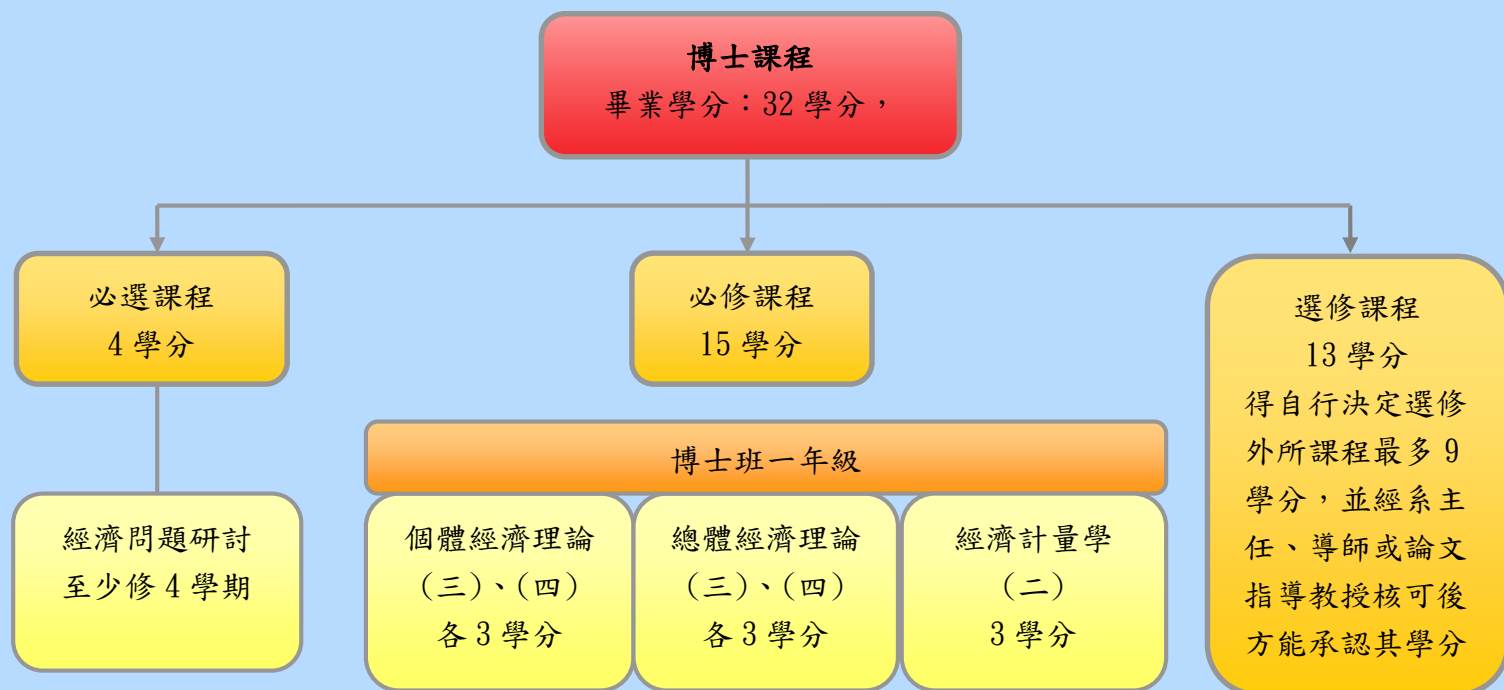 博士課程
畢業學分：32 學分，
必選課程
4 學分
必修課程
15 學分
選修課程
13 學分
得自行決定選修
外所課程最多 9
學分，並經系主
任、導師或論文
指導教授核可後
方能承認其學分
博士班一年級
經濟問題研討
至少修 4 學期
個體經濟理論
(三)、(四)
各 3 學分
總體經濟理論
(三)、(四)
各 3 學分
經濟計量學
(二)
3 學分